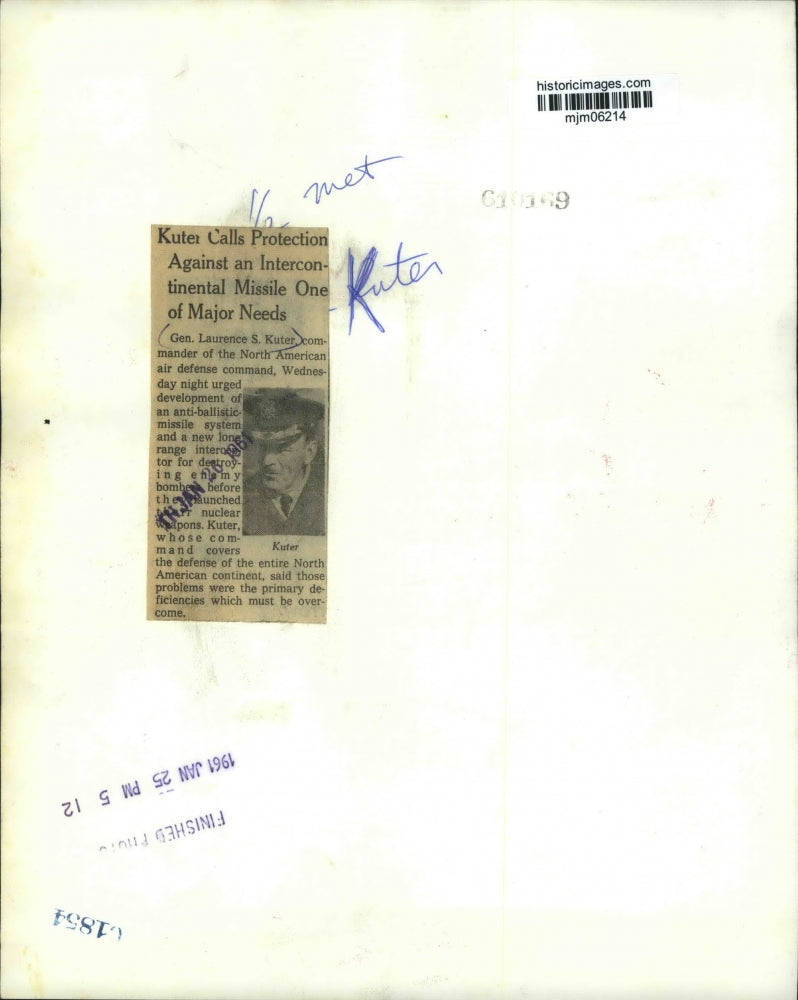 historicimages.com
mjm06214
1/2 met
Kuter
Kuter Calls Protection
Against an Intercon-
tinental Missile One
of Major Needs
Gen. Laurence S. Kuter, com-
mander of the North American
air defense command, Wednes-
day night urged
development of
an anti-ballistic-
missile system
and a new long
range intercep-
tor for destroy-
ing enemy
bombers before
they launched
their nuclear
weapons. Kuter,
whose com-
mand covers
the defense of the entire North
American continent, said those
problems were the primary de-
ficiencies which must be over-
come.
Kuter
JAN 26 1961
1961 JAN 25 PM 5 12
FINISHED PHOTO